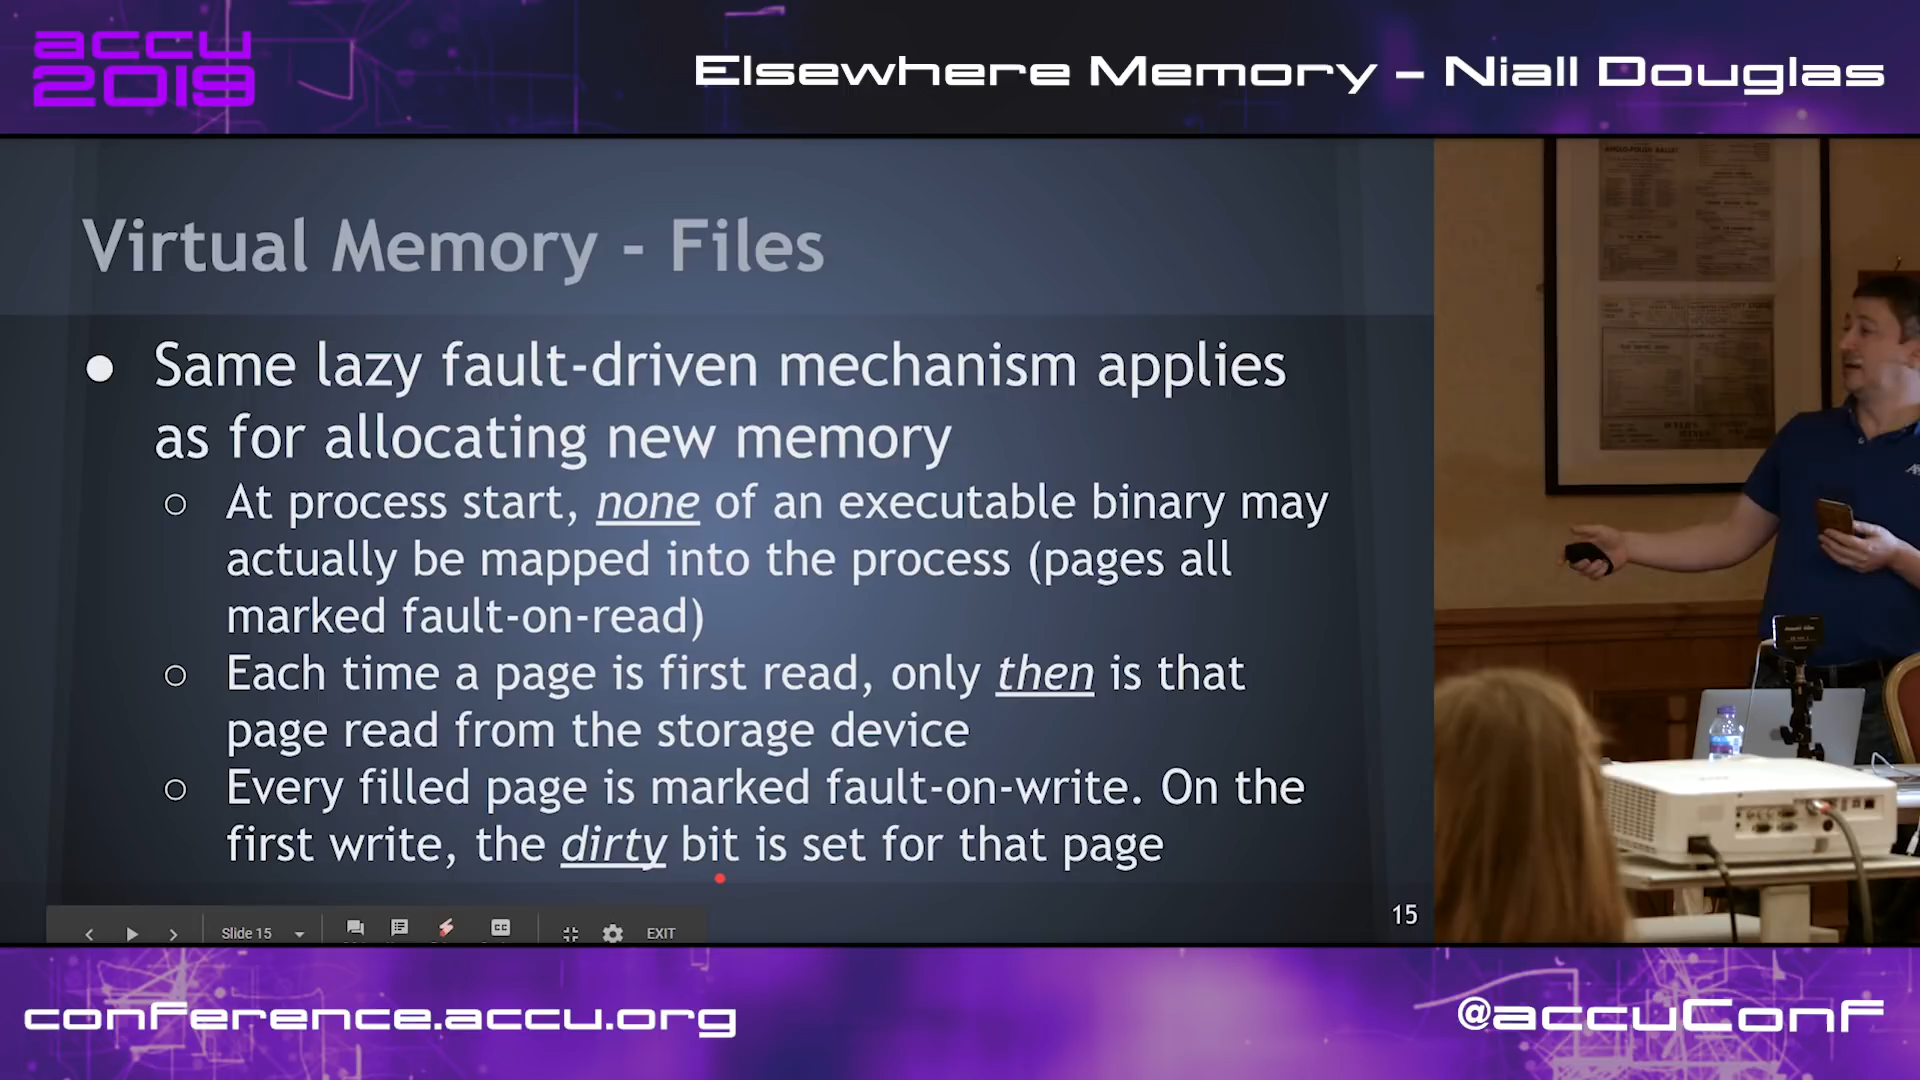 accu
2019
Elsewhere Memory – Niall Douglas
Virtual Memory - Files
● Same lazy fault-driven mechanism applies
as for allocating new memory
○ At process start, none of an executable binary may
actually be mapped into the process (pages all
marked fault-on-read)
○ Each time a page is first read, only then is that
page read from the storage device
○ Every filled page is marked fault-on-write. On the
first write, the dirty bit is set for that page
Slide 15
CC
EXIT
15
ANGLO-POLISH BALLET
conference.accu.org
@accuConf